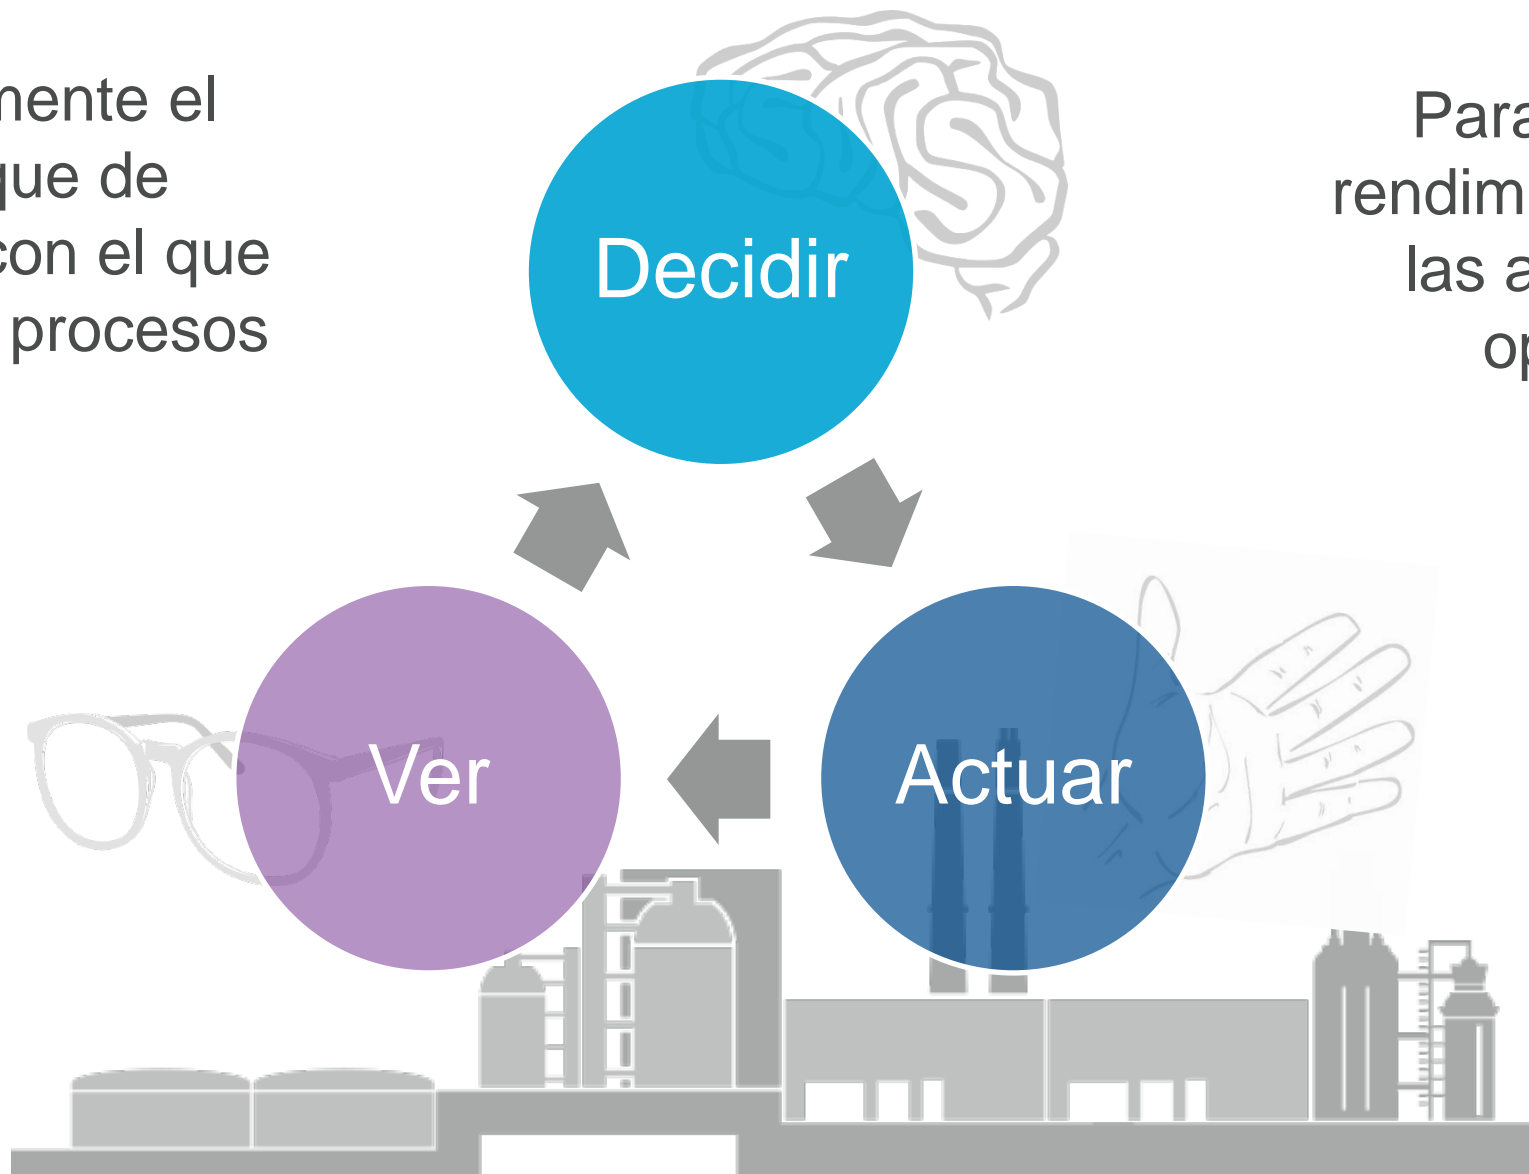 mente el
que de
con el que
procesos
Decidir
Para
rendim
las a
op
Ver
Actuar